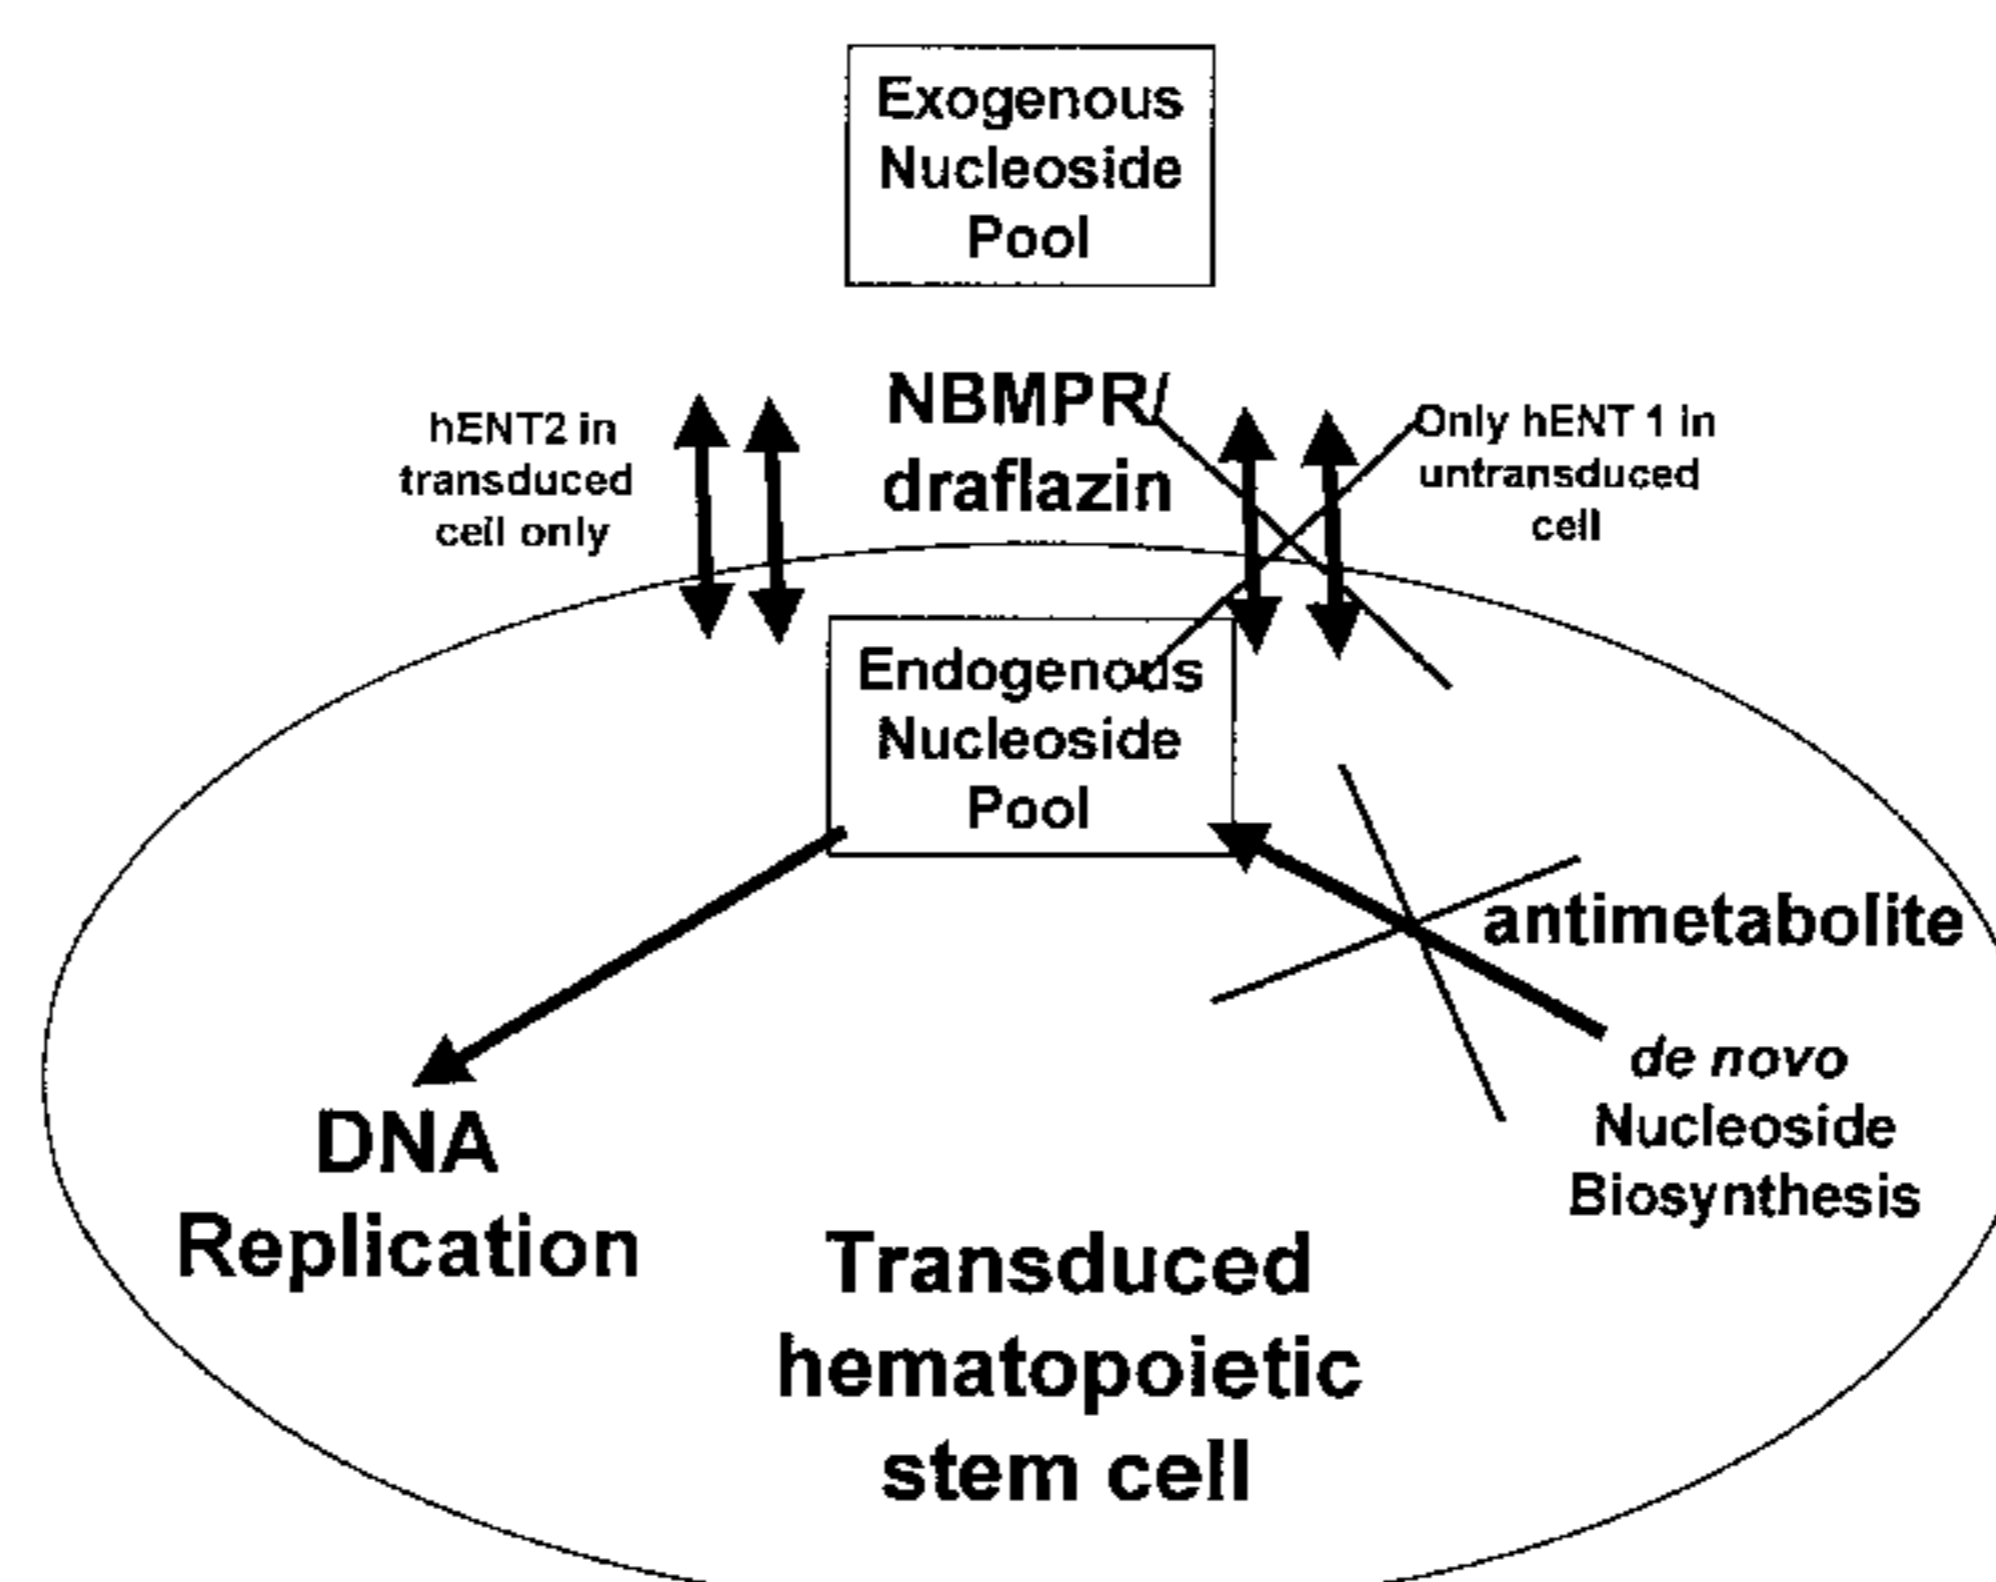 Exogenous
Nucleoside
Pool
hENT2 in
transduced
cell only
NBMPR/
draflazin
Only hENT 1 in
untransduced
cell
Endogenous
Nucleoside
Pool
antimetabolite
de novo
Nucleoside
Biosynthesis
DNA
Replication
Transduced
hematopoietic
stem cell